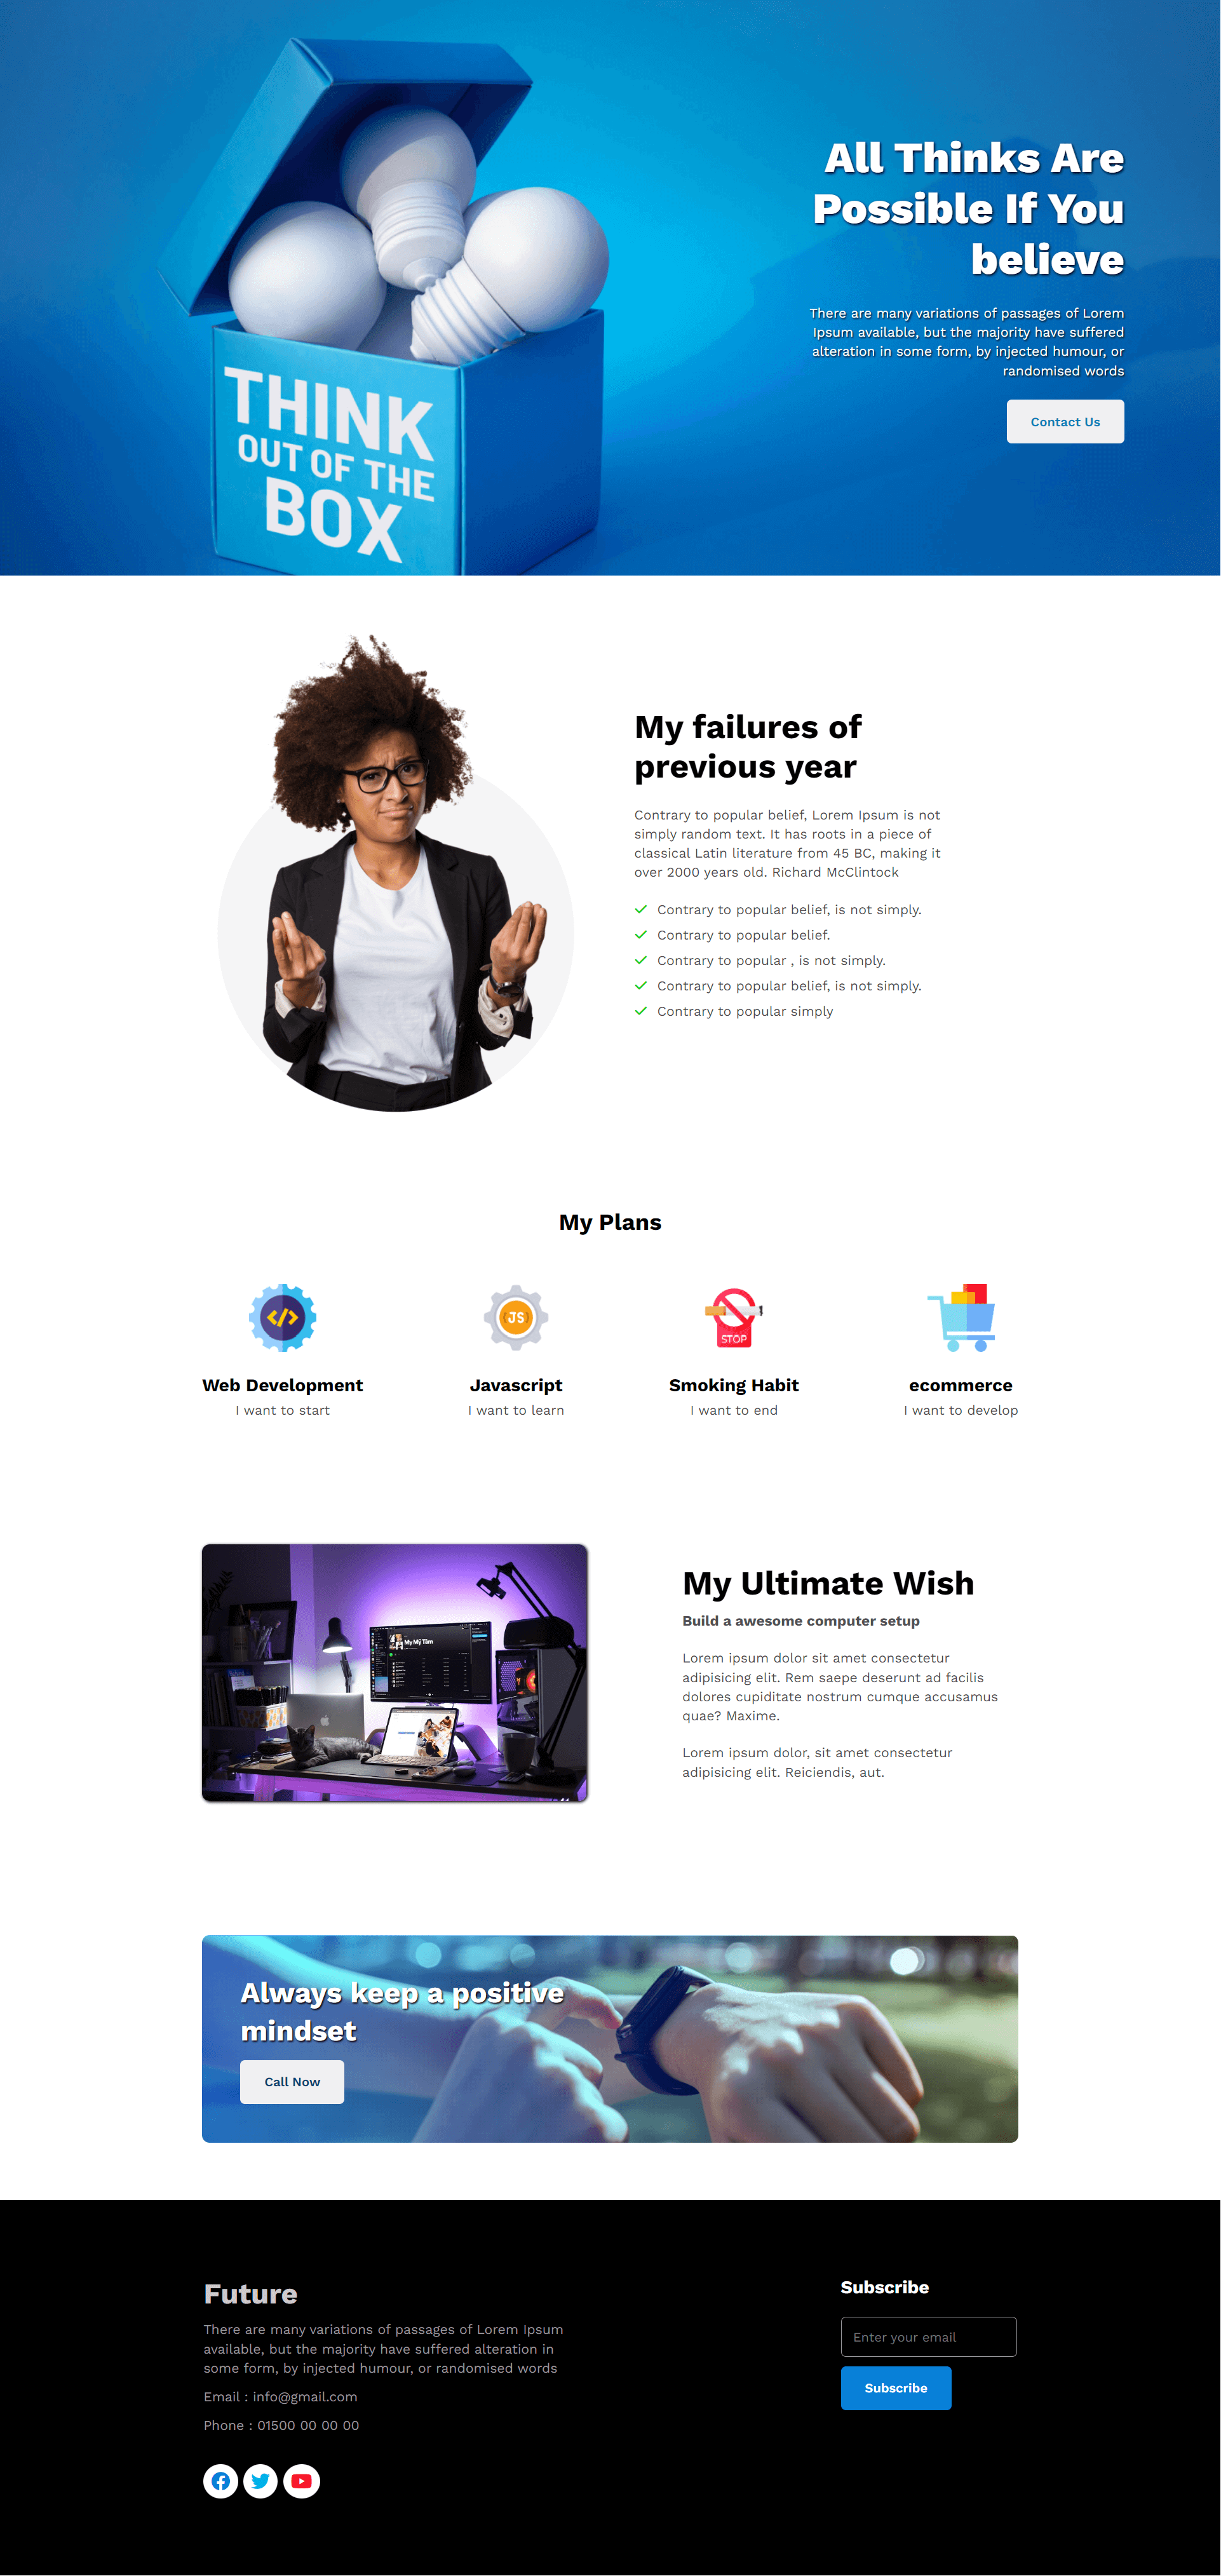 All Thinks Are
Possible If You
believe
There are many variations of passages of Lorem
Ipsum available, but the majority have suffered
alteration in some form, by injected humour, or
randomised words
Contact Us
THINK
OUT OF THE
BOX
My failures of
previous year
Contrary to popular belief, Lorem Ipsum is not
simply random text. It has roots in a piece of
classical Latin literature from 45 BC, making it
over 2000 years old. Richard McClintock
Contrary to popular belief, is not simply.
Contrary to popular belief.
Contrary to popular , is not simply.
Contrary to popular belief, is not simply.
Contrary to popular simply
My Plans
</>
JS
STOP
Web Development
Javascript
Smoking Habit
ecommerce
I want to start
I want to learn
I want to end
I want to develop
My Ultimate Wish
Build a awesome computer setup
Lorem ipsum dolor sit amet consectetur
adipisicing elit. Rem saepe deserunt ad facilis
dolores cupiditate nostrum cumque accusamus
quae? Maxime.
Lorem ipsum dolor, sit amet consectetur
adipisicing elit. Reiciendis, aut.
Always keep a positive
mindset
Call Now
Future
There are many variations of passages of Lorem Ipsum
available, but the majority have suffered alteration in
some form, by injected humour, or randomised words
Email : info@gmail.com
Phone : 01500 00 00 00
Subscribe
Enter your email
Subscribe